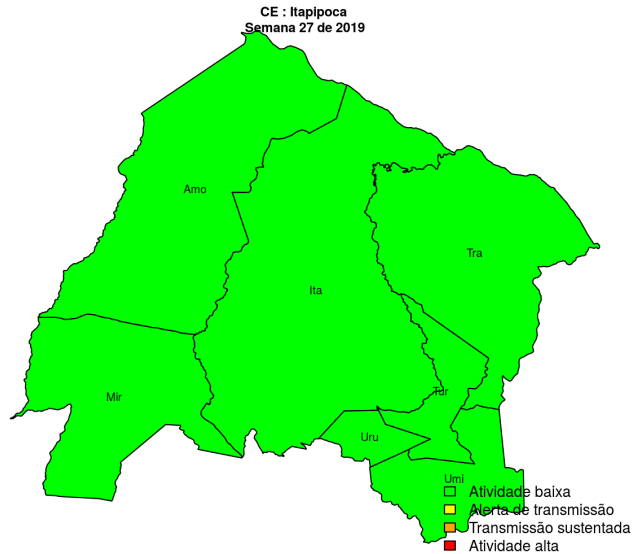 CE : Itapipoca
Semana 27 de 2019
Amo
Tra
Ita
Tur
Mir
Uru
Umi
Atividade baixa
Alerta de transmissão
Transmissão sustentada
Atividade alta